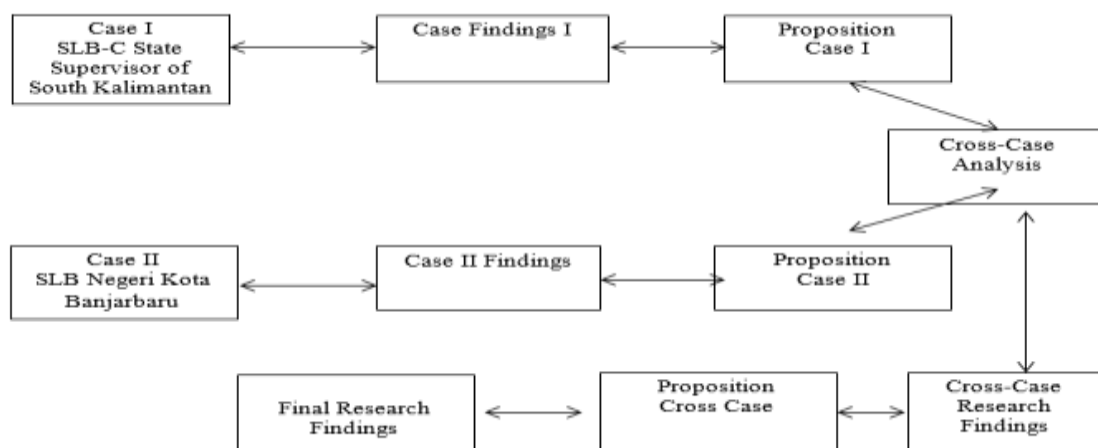 Case I
SLB-C State
Supervisor of
South Kalimantan
Case Findings I
Proposition
Case I
Cross-Case
Analysis
Case II
SLB Negeri Kota
Banjarbaru
Case II Findings
Proposition
Case II
Final Research
Findings
Proposition
Cross Case
Cross-Case
Research
Findings